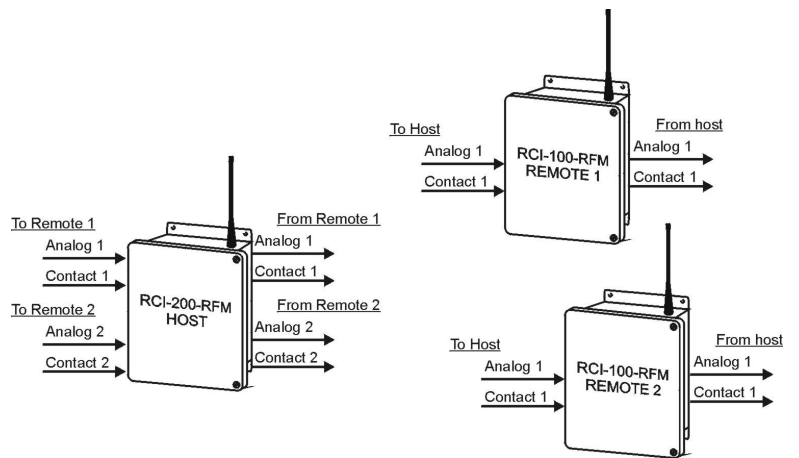 To Remote 1
Analog 1
Contact 1
To Remote 2
Analog 2
Contact 2
RCI-200-RFM
HOST
From Remote 1
Analog 1
Contact 1
From Remote 2
Analog 2
Contact 2
To Host
Analog 1
Contact 1
RCI-100-RFM
REMOTE 1
From host
Analog 1
Contact 1
To Host
Analog 1
Contact 1
RCI-100-RFM
REMOTE 2
From host
Analog 1
Contact 1